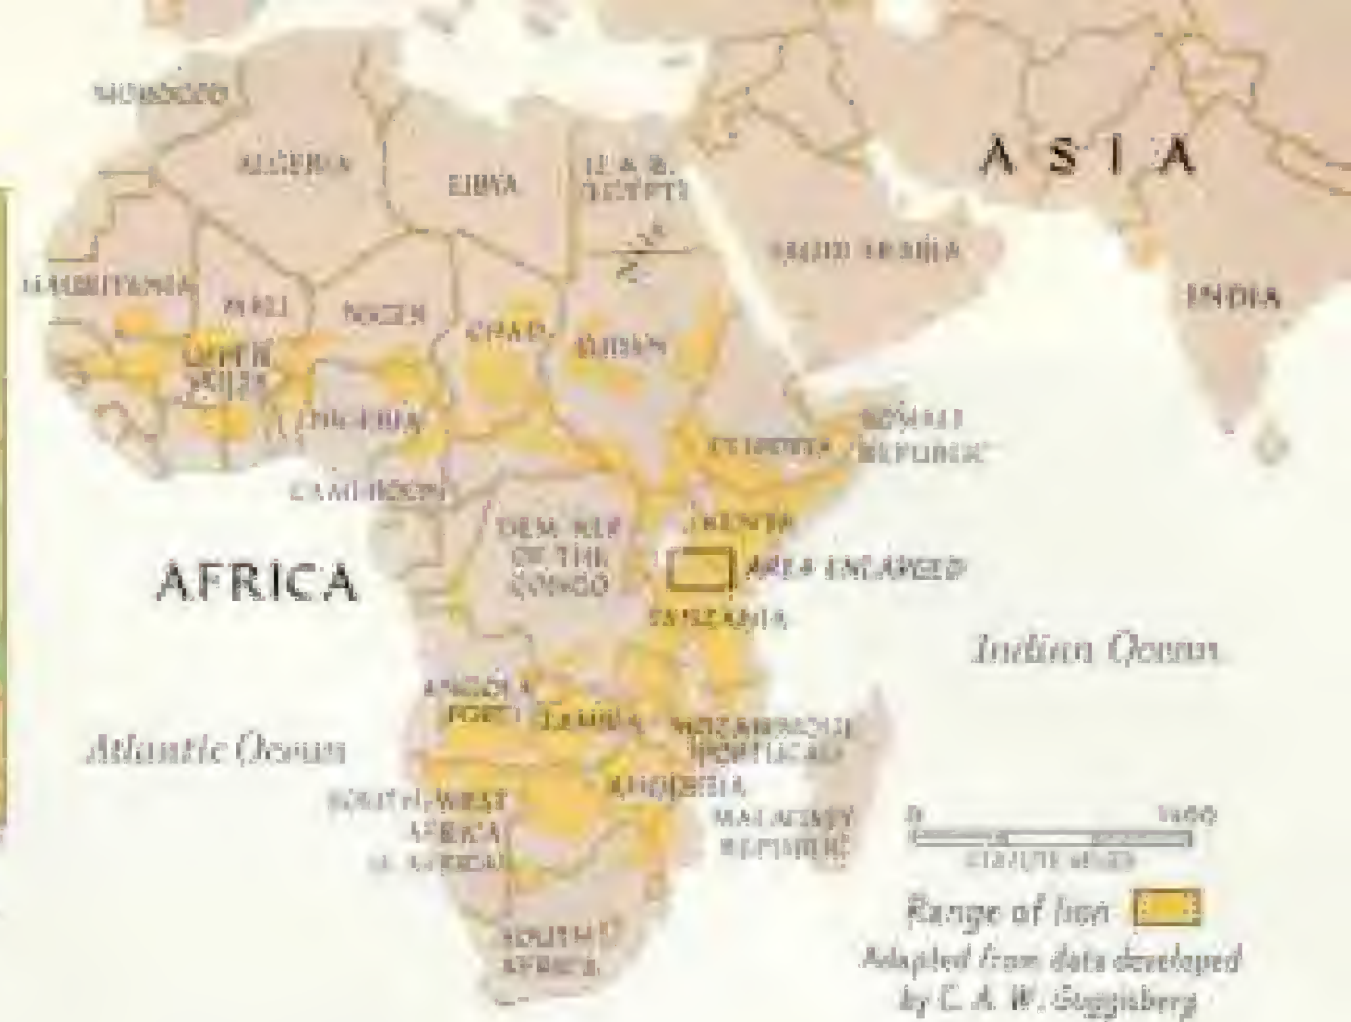 MOROCCO
ALGERIA
LIBYA
U. A. R.
(EGYPT)
ASIA
SAUDI ARABIA
INDIA
MAURITANIA
MALI
NIGER
CHAD
SUDAN
UPPER
VOLTA
NIGERIA
CAMEROON
ETHIOPIA
SOMALI
REPUBLIC
KENYA
DEM. REP.
OF THE
CONGO
AREA ENLARGED
TANZANIA
AFRICA
Indian Ocean
Atlantic Ocean
ANGOLA
ZAMBIA
MOZAMBIQUE
RHODESIA
SOUTH-WEST
AFRICA
MALAGASY
REPUBLIC
SOUTH
AFRICA
0
STATUTE MILES
Range of lion
Adapted from data developed
by C. A. W. Guggisberg